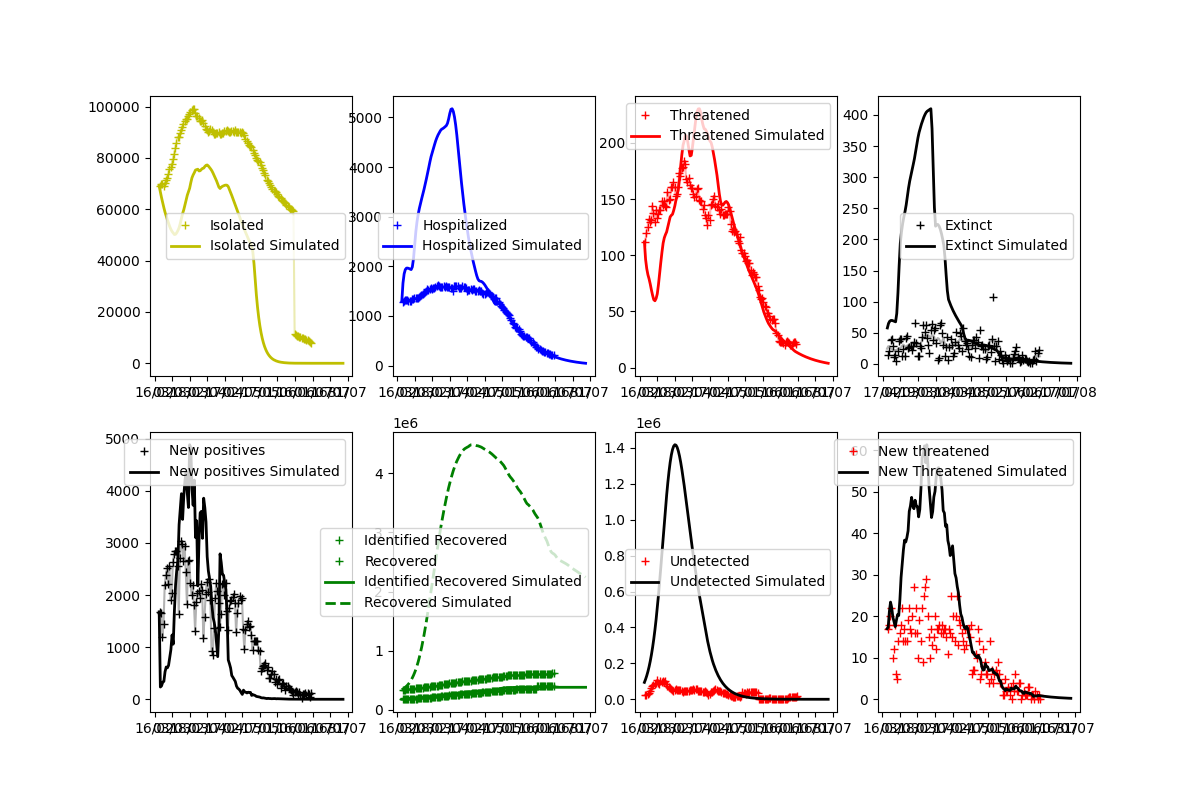 100000
80000
60000
40000
20000
0
Isolated
Isolated Simulated
5000
4000
3000
2000
1000
0
Hospitalized
Hospitalized Simulated
200
150
100
50
0
Threatened
Threatened Simulated
400
350
300
250
200
150
100
50
0
Extinct
Extinct Simulated
5000
4000
3000
2000
1000
0
New positives
New positives Simulated
1e6
4
3
2
1
0
Identified Recovered
Recovered
Identified Recovered Simulated
Recovered Simulated
1e6
1.4
1.2
1.0
0.8
0.6
0.4
0.2
0.0
Undetected
Undetected Simulated
60
50
40
30
20
10
0
New threatened
New Threatened Simulated